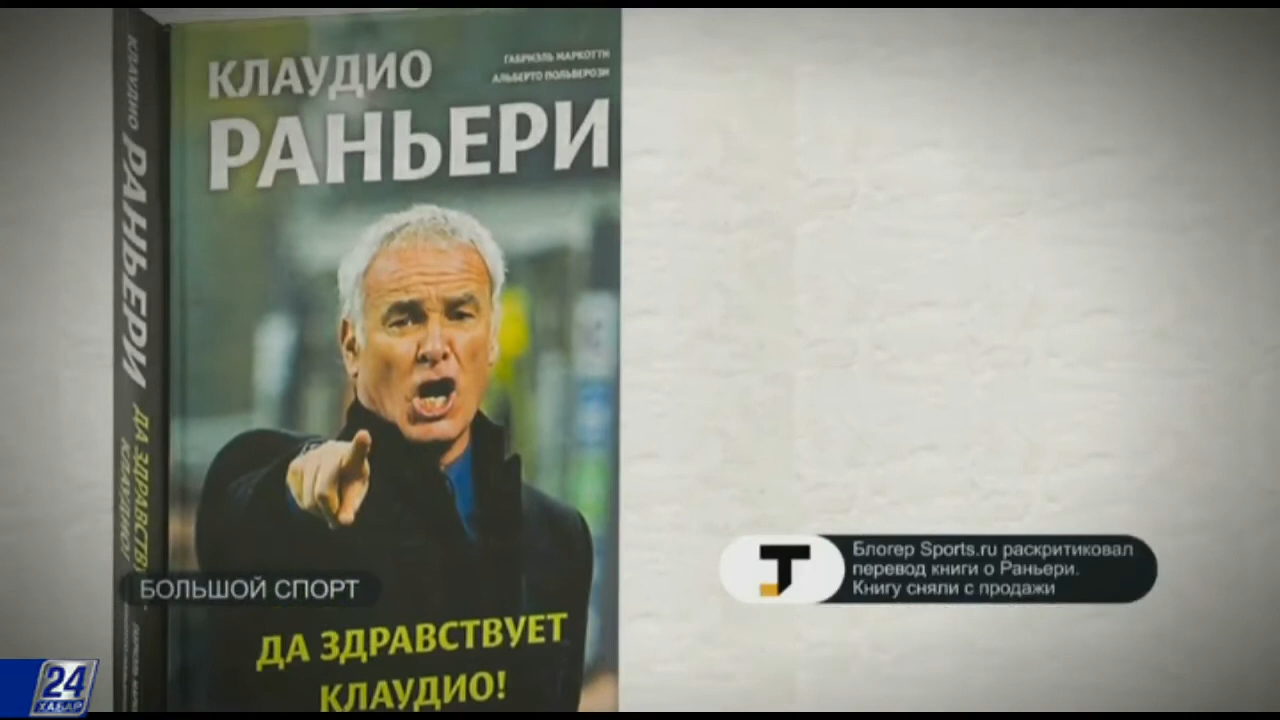 КЛАУДИО
РАНЬЕРИ
ГАБРИЭЛЬ МАРКОТТИ
АЛЬБЕРТО ПОЛЬВЕРОЗИ
КЛАУДИО РАНЬЕРИ
ДА ЗДРАВСТВ
КЛАУДИО!
ДА ЗДРАВСТВУЕТ
КЛАУДИО!
БОЛЬШОЙ СПОРТ
Т
Блогер Sports.ru раскритиковал
перевод книги о Раньери.
Книгу сняли с продажи
24
ХАБАР